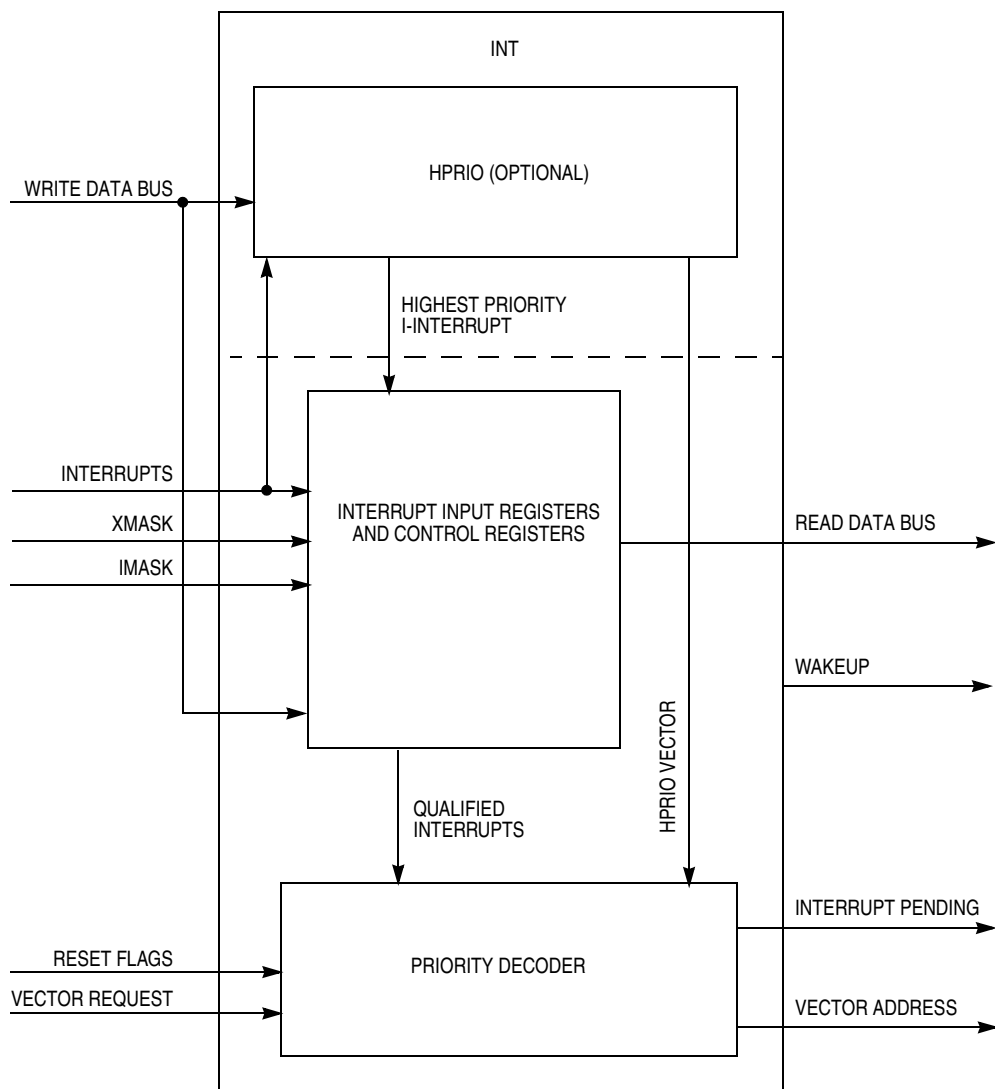 INT
HPRIO (OPTIONAL)
WRITE DATA BUS
HIGHEST PRIORITY
I-INTERRUPT
INTERRUPTS
XMASK
IMASK
INTERRUPT INPUT REGISTERS
AND CONTROL REGISTERS
READ DATA BUS
WAKEUP
HPRIO VECTOR
QUALIFIED
INTERRUPTS
INTERRUPT PENDING
RESET FLAGS
PRIORITY DECODER
VECTOR REQUEST
VECTOR ADDRESS